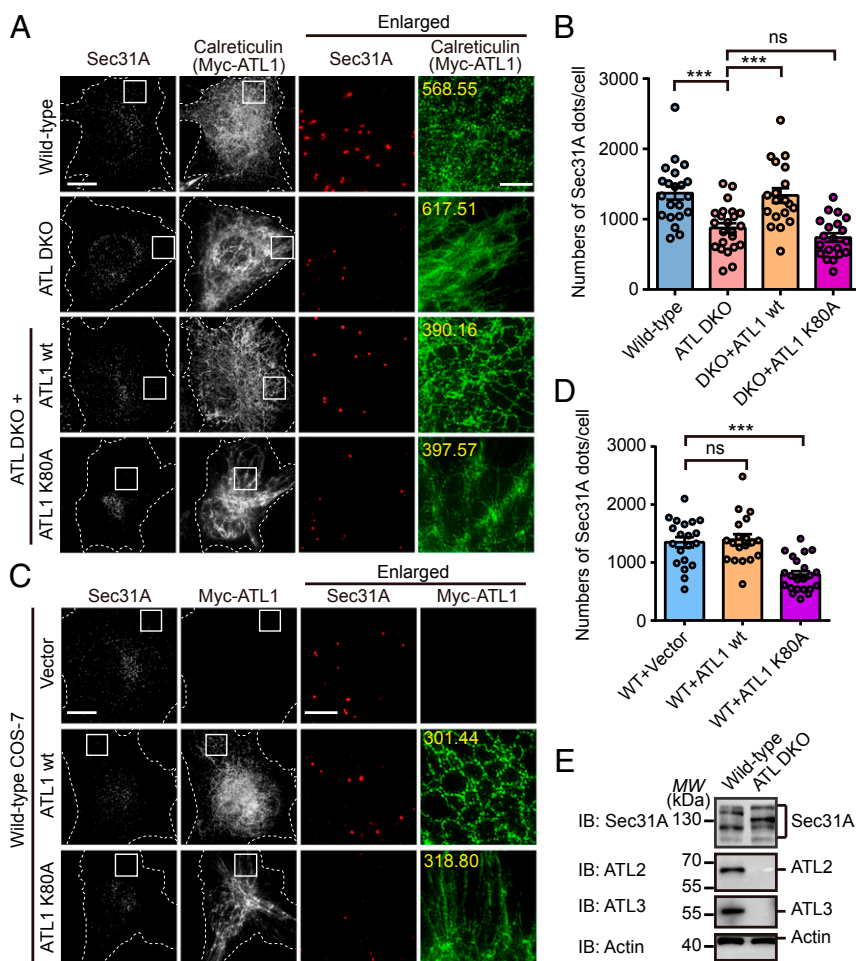 A
Enlarged
Sec31A
Calreticulin
(Myc-ATL1)
Sec31A
Calreticulin
(Myc-ATL1)
Wild-type
568.55
ATL DKO
617.51
ATL DKO +
ATL1 wt
390.16
ATL1 K80A
397.57
B
Numbers of Sec31A dots/cell
3000
2000
1000
0
***
***
ns
Wild-type
ATL DKO
DKO+ATL1 wt
DKO+ATL1 K80A
C
Enlarged
Sec31A
Myc-ATL1
Sec31A
Myc-ATL1
Wild-type COS-7
Vector
ATL1 wt
301.44
ATL1 K80A
318.80
D
Numbers of Sec31A dots/cell
3000
2000
1000
0
***
ns
WT+Vector
WT+ATL1 wt
WT+ATL1 K80A
E
Wild-type
ATL DKO
MW
(kDa)
IB: Sec31A
130
Sec31A
IB: ATL2
70
55
ATL2
IB: ATL3
55
ATL3
IB: Actin
40
Actin